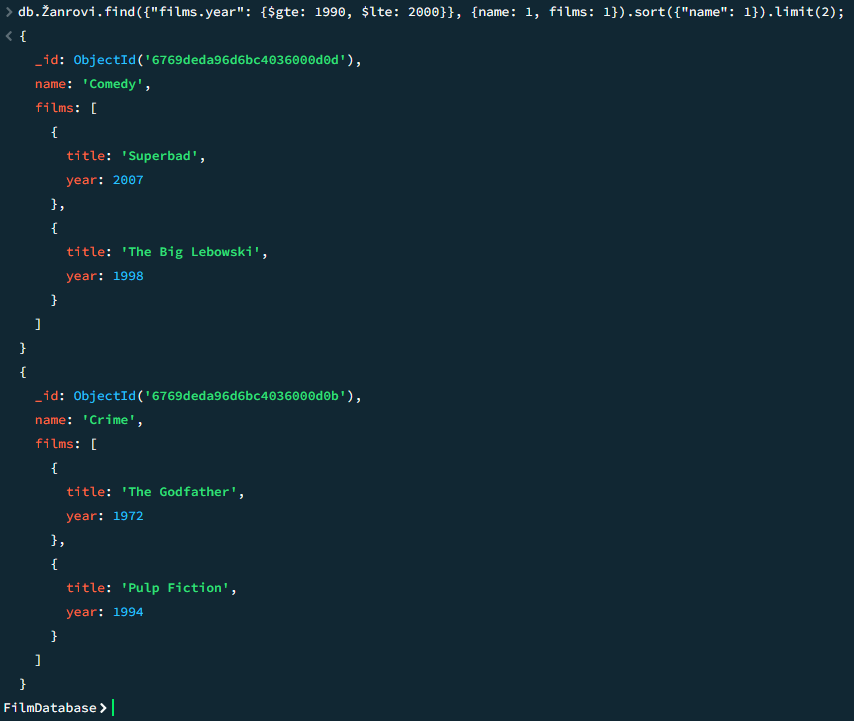 > db.Žanrovi.find({"films.year": {$gte: 1990, $lte: 2000}}, {name: 1, films: 1}).sort({"name": 1}).limit(2);
< {
_id: ObjectId('6769deda96d6bc4036000d0d'),
name: 'Comedy',
films: [
{
title: 'Superbad',
year: 2007
},
{
title: 'The Big Lebowski',
year: 1998
}
]
}
{
_id: ObjectId('6769deda96d6bc4036000d0b'),
name: 'Crime',
films: [
{
title: 'The Godfather',
year: 1972
},
{
title: 'Pulp Fiction',
year: 1994
}
]
}
FilmDatabase>